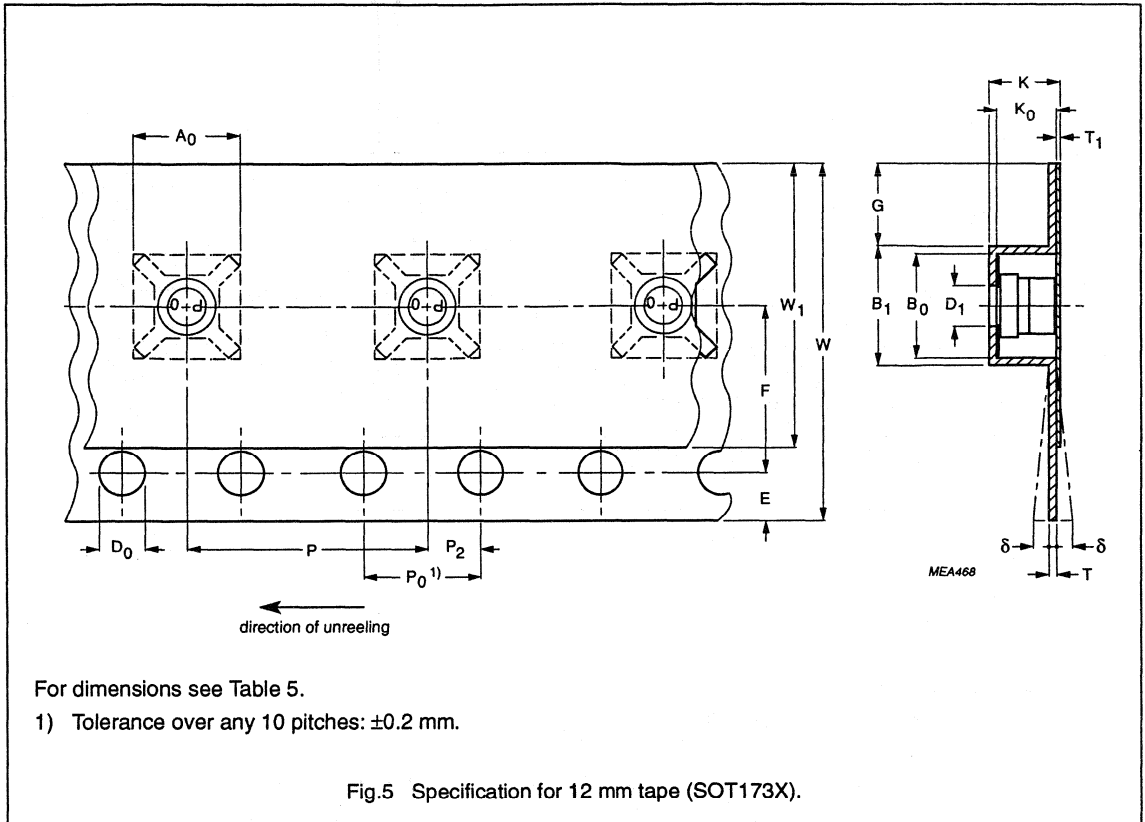 A0
K
K0
T1
G
B1 B0 D1
W1
W
F
E
O P
O P
O P
D0
P
P2
P0 1)
δ δ
T
MEA468
direction of unreeling
For dimensions see Table 5.
1) Tolerance over any 10 pitches: ±0.2 mm.
Fig.5 Specification for 12 mm tape (SOT173X).